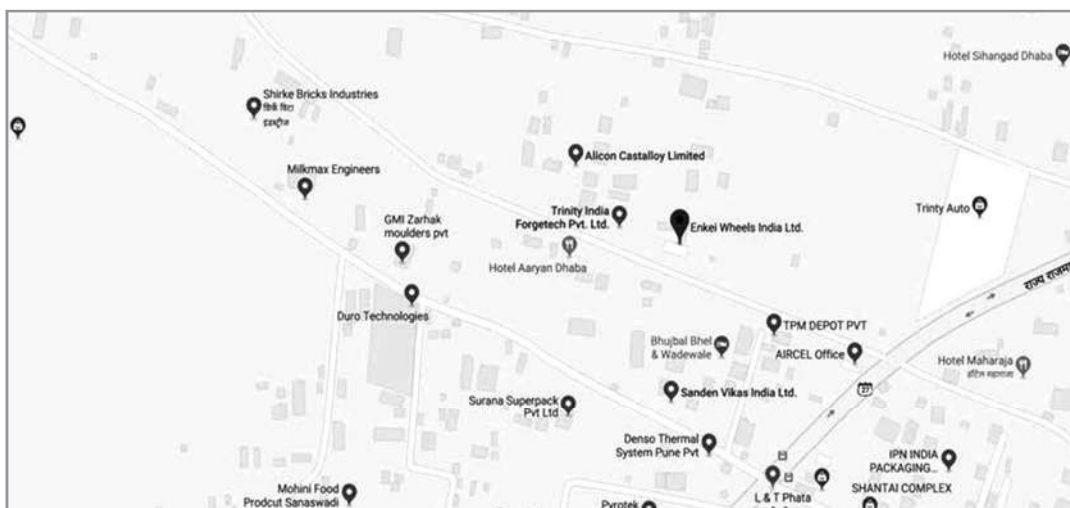 Hotel Sihangad Dhaba
Shirke Bricks Industries
Alicon Castalloy Limited
Milkmax Engineers
Trinity India
Forgetech Pvt. Ltd.
Trinty Auto
GMI Zarhak
moulders pvt
Enkei Wheels India Ltd.
Hotel Aaryan Dhaba
Duro Technologies
TPM DEPOT PVT
Bhujbal Bhel
& Wadewale
AIRCEL Office
Hotel Maharaja
27
Surana Superpack
Pvt Ltd
Sanden Vikas India Ltd.
Denso Thermal
System Pune Pvt
IPN INDIA
PACKAGING...
Mohini Food
Prodcut Sanaswadi
L & T Phata
SHANTAI COMPLEX
Pyrotek